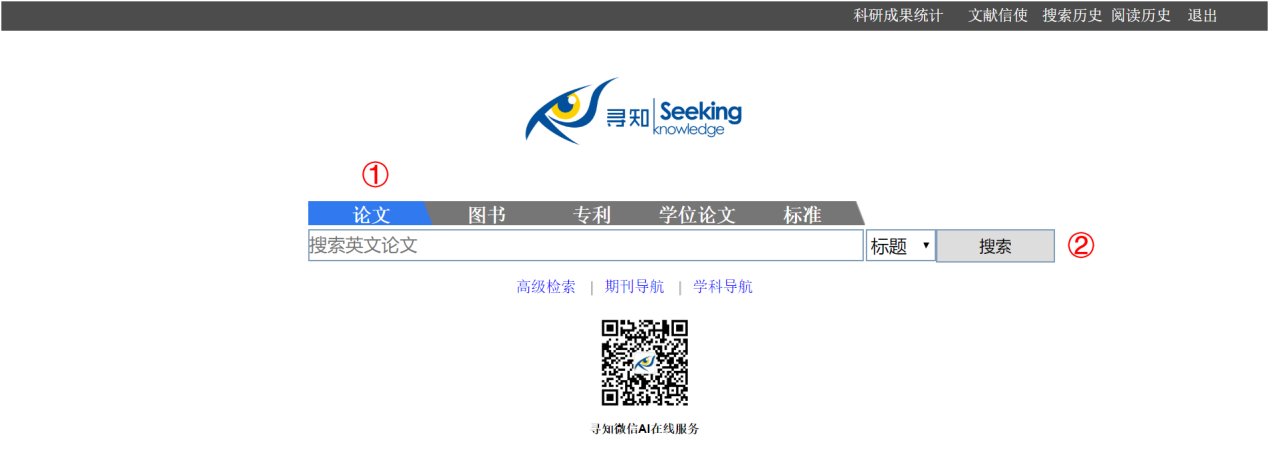 科研成果统计 文献信使 搜索历史 阅读历史 退出
寻知 Seeking
knowledge
①
论文 图书 专利 学位论文 标准
搜索英文论文 标题 搜索 ②
高级检索 | 期刊导航 | 学科导航
寻知微信AI在线服务